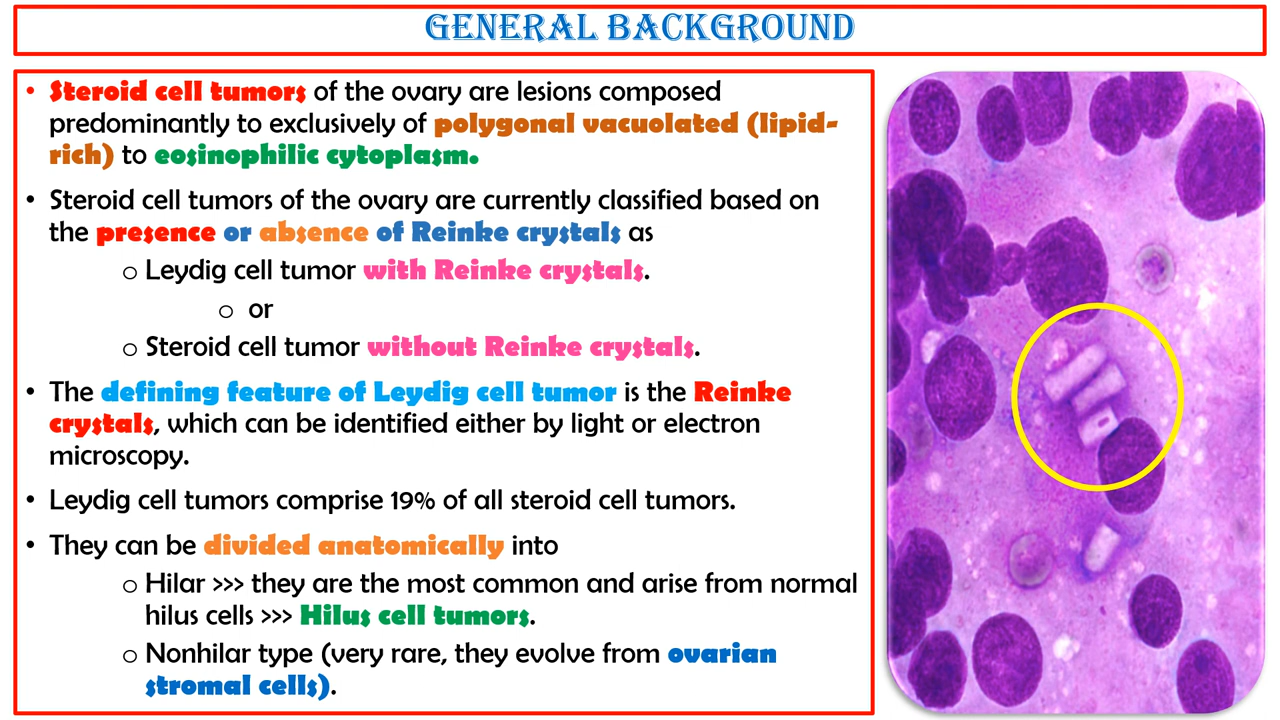 GENERAL BACKGROUND
• Steroid cell tumors of the ovary are lesions composed
predominantly to exclusively of polygonal vacuolated (lipid-
rich) to eosinophilic cytoplasm.
• Steroid cell tumors of the ovary are currently classified based on
the presence or absence of Reinke crystals as
o Leydig cell tumor with Reinke crystals.
o or
o Steroid cell tumor without Reinke crystals.
• The defining feature of Leydig cell tumor is the Reinke
crystals, which can be identified either by light or electron
microscopy.
• Leydig cell tumors comprise 19% of all steroid cell tumors.
• They can be divided anatomically into
o Hilar >>> they are the most common and arise from normal
hilus cells >>> Hilus cell tumors.
o Nonhilar type (very rare, they evolve from ovarian
stromal cells).